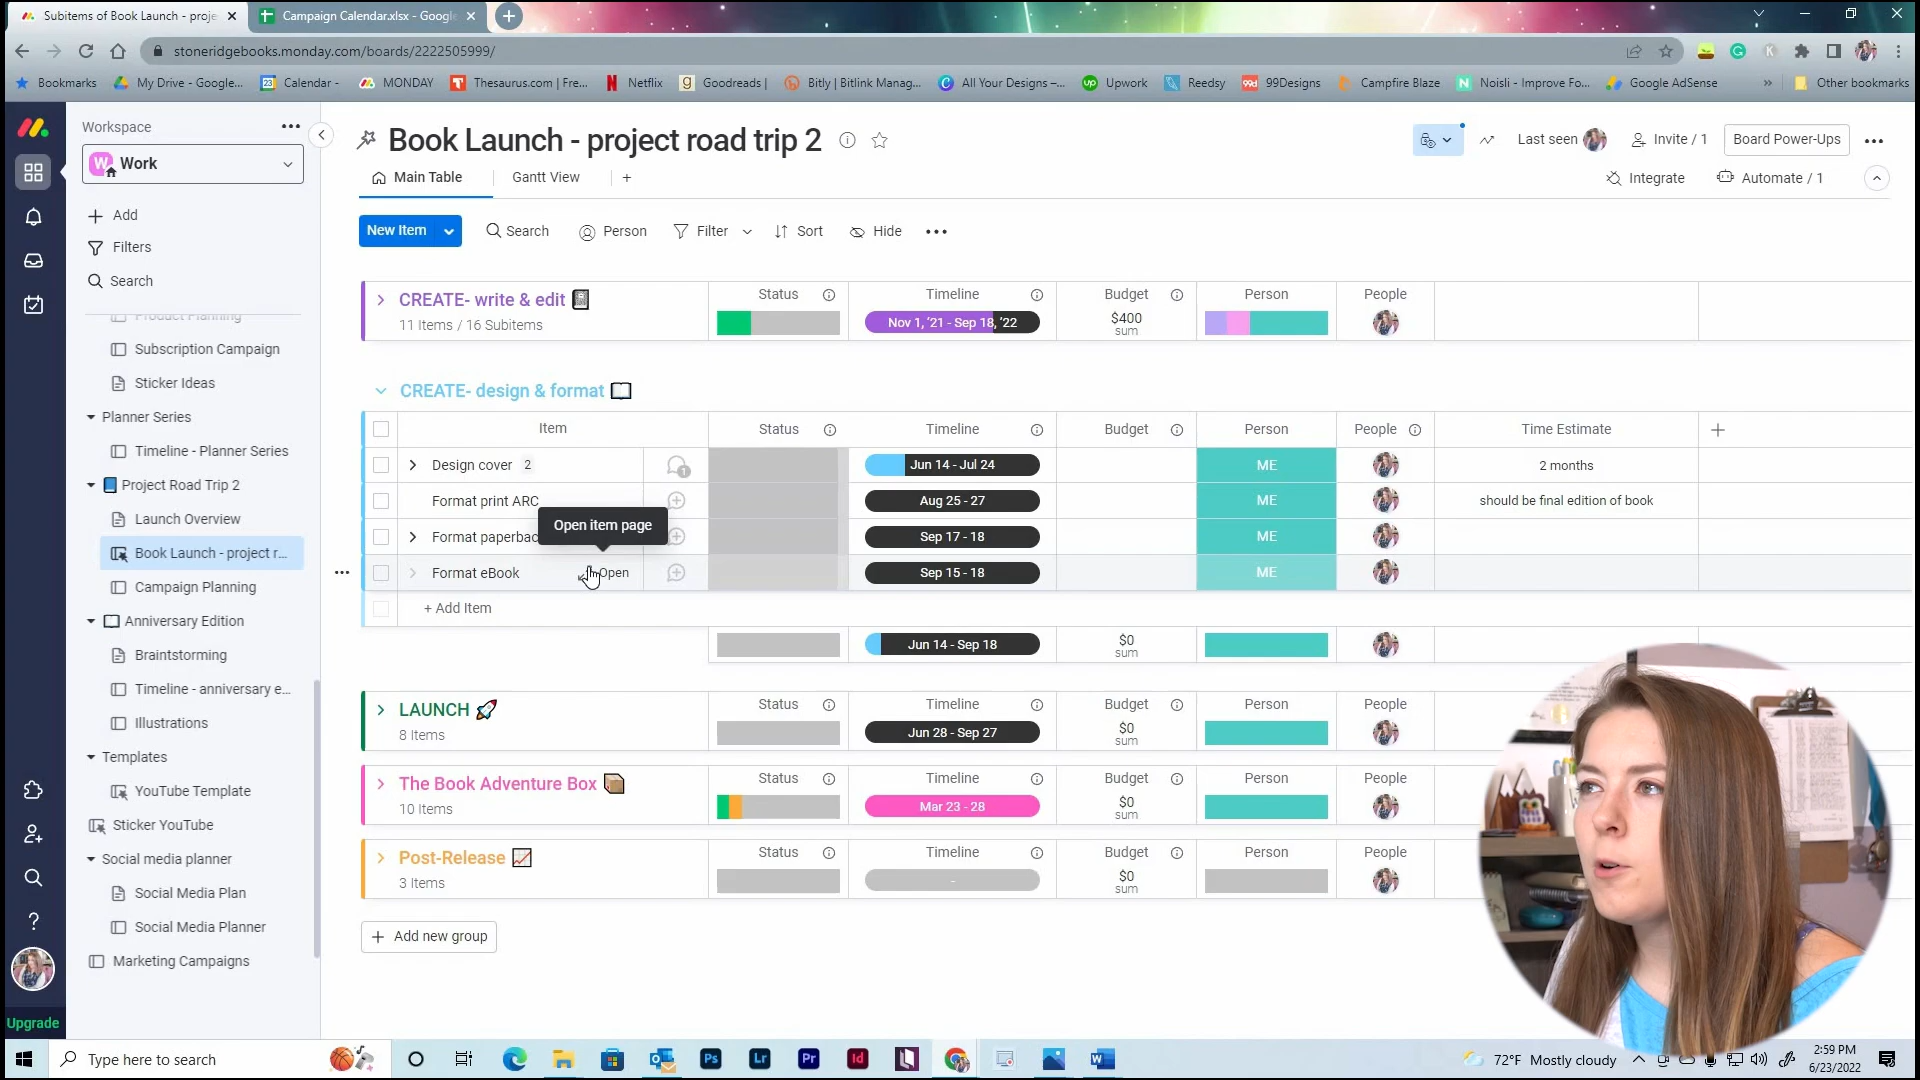 Subitems of Book Launch - proje
Campaign Calendar.xlsx - Google
stoneridgebooks.monday.com/boards/2222505999/
Bookmarks
My Drive - Google...
Calendar -
MONDAY
Thesaurus.com | Fre...
Netflix
Goodreads |
Bitly | Bitlink Manag...
All Your Designs –...
Upwork
Reedsy
99Designs
Campfire Blaze
Noisli - Improve Fo...
Google AdSense
»
Other bookmarks
Workspace
W Work
Add
Filters
Search
Product Planning
Subscription Campaign
Sticker Ideas
Planner Series
Timeline - Planner Series
Project Road Trip 2
Launch Overview
Book Launch - project r...
Campaign Planning
Anniversary Edition
Braintstorming
Timeline - anniversary e...
Illustrations
Templates
YouTube Template
Sticker YouTube
Social media planner
Social Media Plan
Social Media Planner
Marketing Campaigns
Upgrade
Book Launch - project road trip 2
Last seen
Invite / 1
Board Power-Ups
Main Table
Gantt View
+
Integrate
Automate / 1
New Item
Search
Person
Filter
Sort
Hide
CREATE- write & edit
11 Items / 16 Subitems
Status
Timeline
Budget
Person
People
Nov 1, '21 - Sep 18, '22
$400
sum
CREATE- design & format
Item
Status
Timeline
Budget
Person
People
Time Estimate
+
Design cover 2
1
Jun 14 - Jul 24
ME
2 months
Format print ARC
Aug 25 - 27
ME
should be final edition of book
Open item page
Format paperbac
Sep 17 - 18
ME
Format eBook
Open
Sep 15 - 18
ME
+ Add Item
Jun 14 - Sep 18
$0
sum
LAUNCH
8 Items
Status
Timeline
Budget
Person
People
Jun 28 - Sep 27
$0
sum
The Book Adventure Box
10 Items
Status
Timeline
Budget
Person
People
Mar 23 - 28
$0
sum
Post-Release
3 Items
Status
Timeline
Budget
Person
People
-
$0
sum
+ Add new group
Type here to search
Ps
Lr
Pr
Id
72°F Mostly cloudy
2:59 PM
6/23/2022